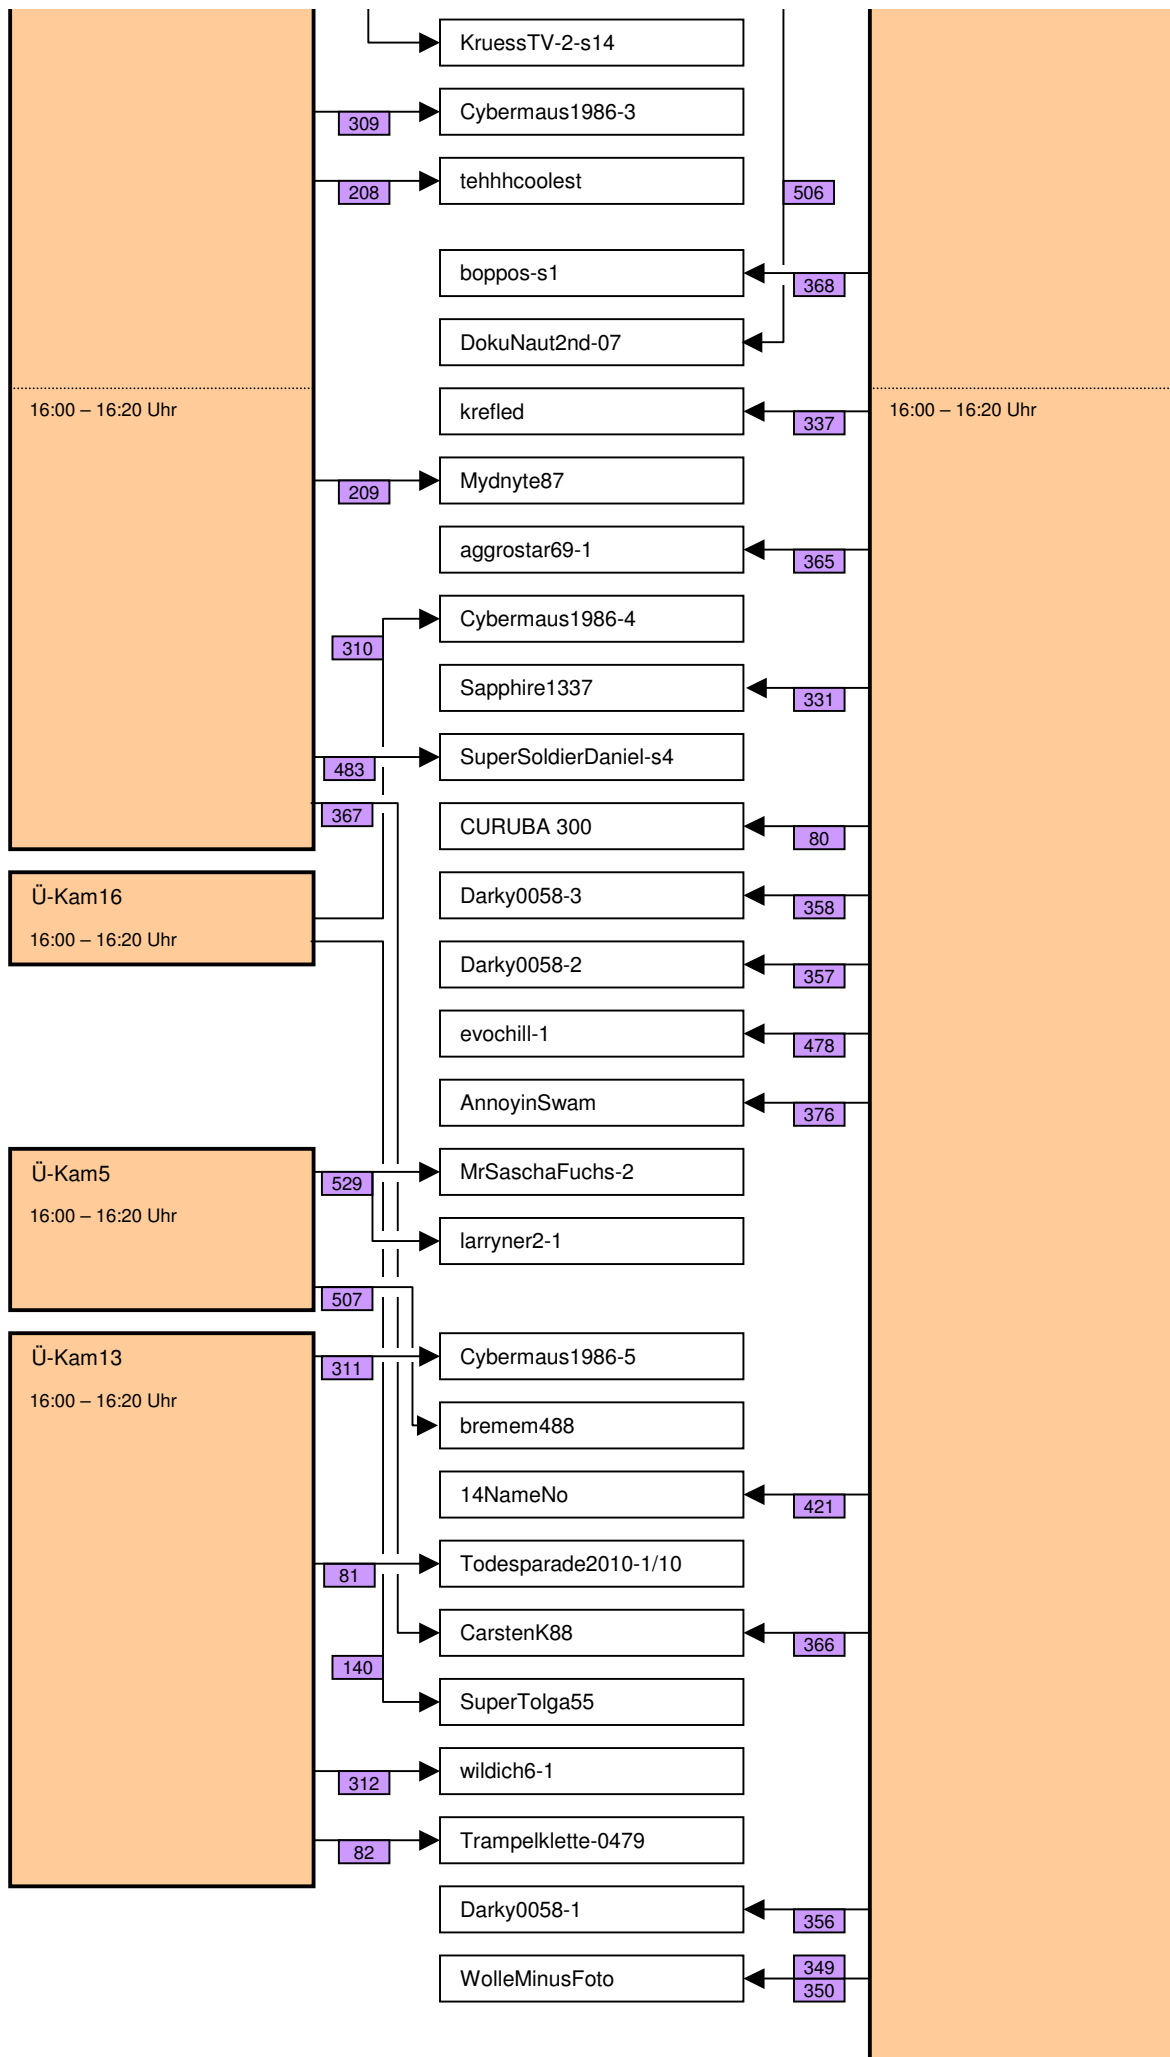 KruessTV-2-s14
Cybermaus1986-3
309
tehhhcoolest
208
506
boppos-s1
368
DokuNaut2nd-07
16:00 – 16:20 Uhr
krefled
337
16:00 – 16:20 Uhr
Mydnyte87
209
aggrostar69-1
365
Cybermaus1986-4
310
Sapphire1337
331
SuperSoldierDaniel-s4
483
367
CURUBA 300
80
Ü-Kam16
16:00 – 16:20 Uhr
Darky0058-3
358
Darky0058-2
357
evochill-1
478
AnnoyinSwam
376
Ü-Kam5
16:00 – 16:20 Uhr
MrSaschaFuchs-2
529
larryner2-1
507
Ü-Kam13
16:00 – 16:20 Uhr
Cybermaus1986-5
311
bremem488
14NameNo
421
Todesparade2010-1/10
81
CarstenK88
366
140
SuperTolga55
wildich6-1
312
Trampelklette-0479
82
Darky0058-1
356
WolleMinusFoto
349
350